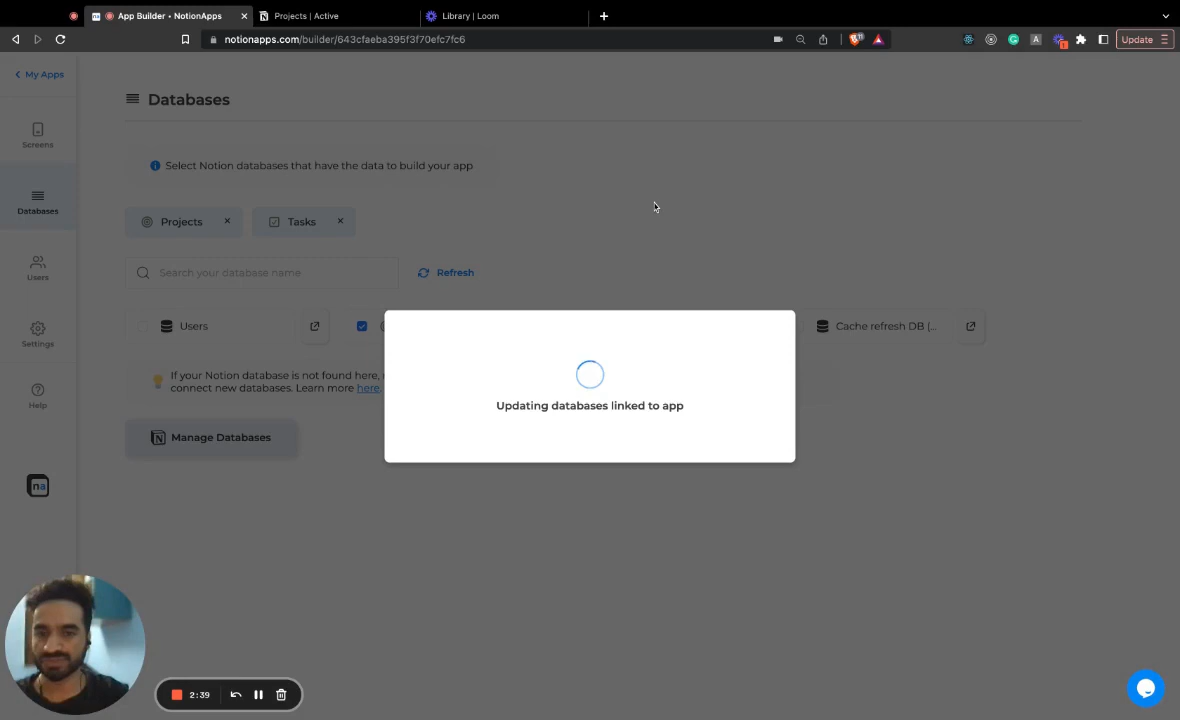 App Builder • NotionApps
Projects | Active
Library | Loom
notionapps.com/builder/643cfaeba395f3f70efc7fc6
11
A
1
Update
My Apps
Screens
Databases
Users
Settings
Help
na
Databases
Select Notion databases that have the data to build your app
Projects
Tasks
Search your database name
Refresh
Users
Cache refresh DB (...
If your Notion database is not found here,
connect new databases. Learn more here.
Manage Databases
Updating databases linked to app
2:39